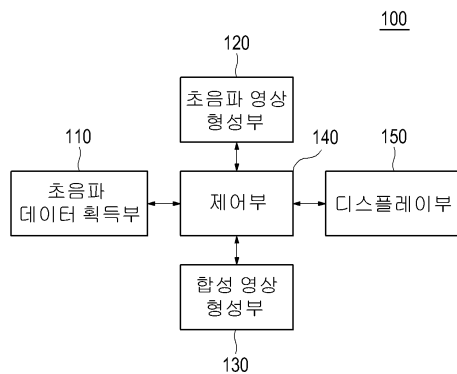 100
120
초음파 영상
형성부
110
140
150
초음파
데이터 획득부
제어부
디스플레이부
합성 영상
형성부
130